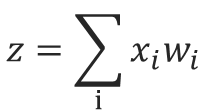 z = ∑ᵢ xᵢwᵢ